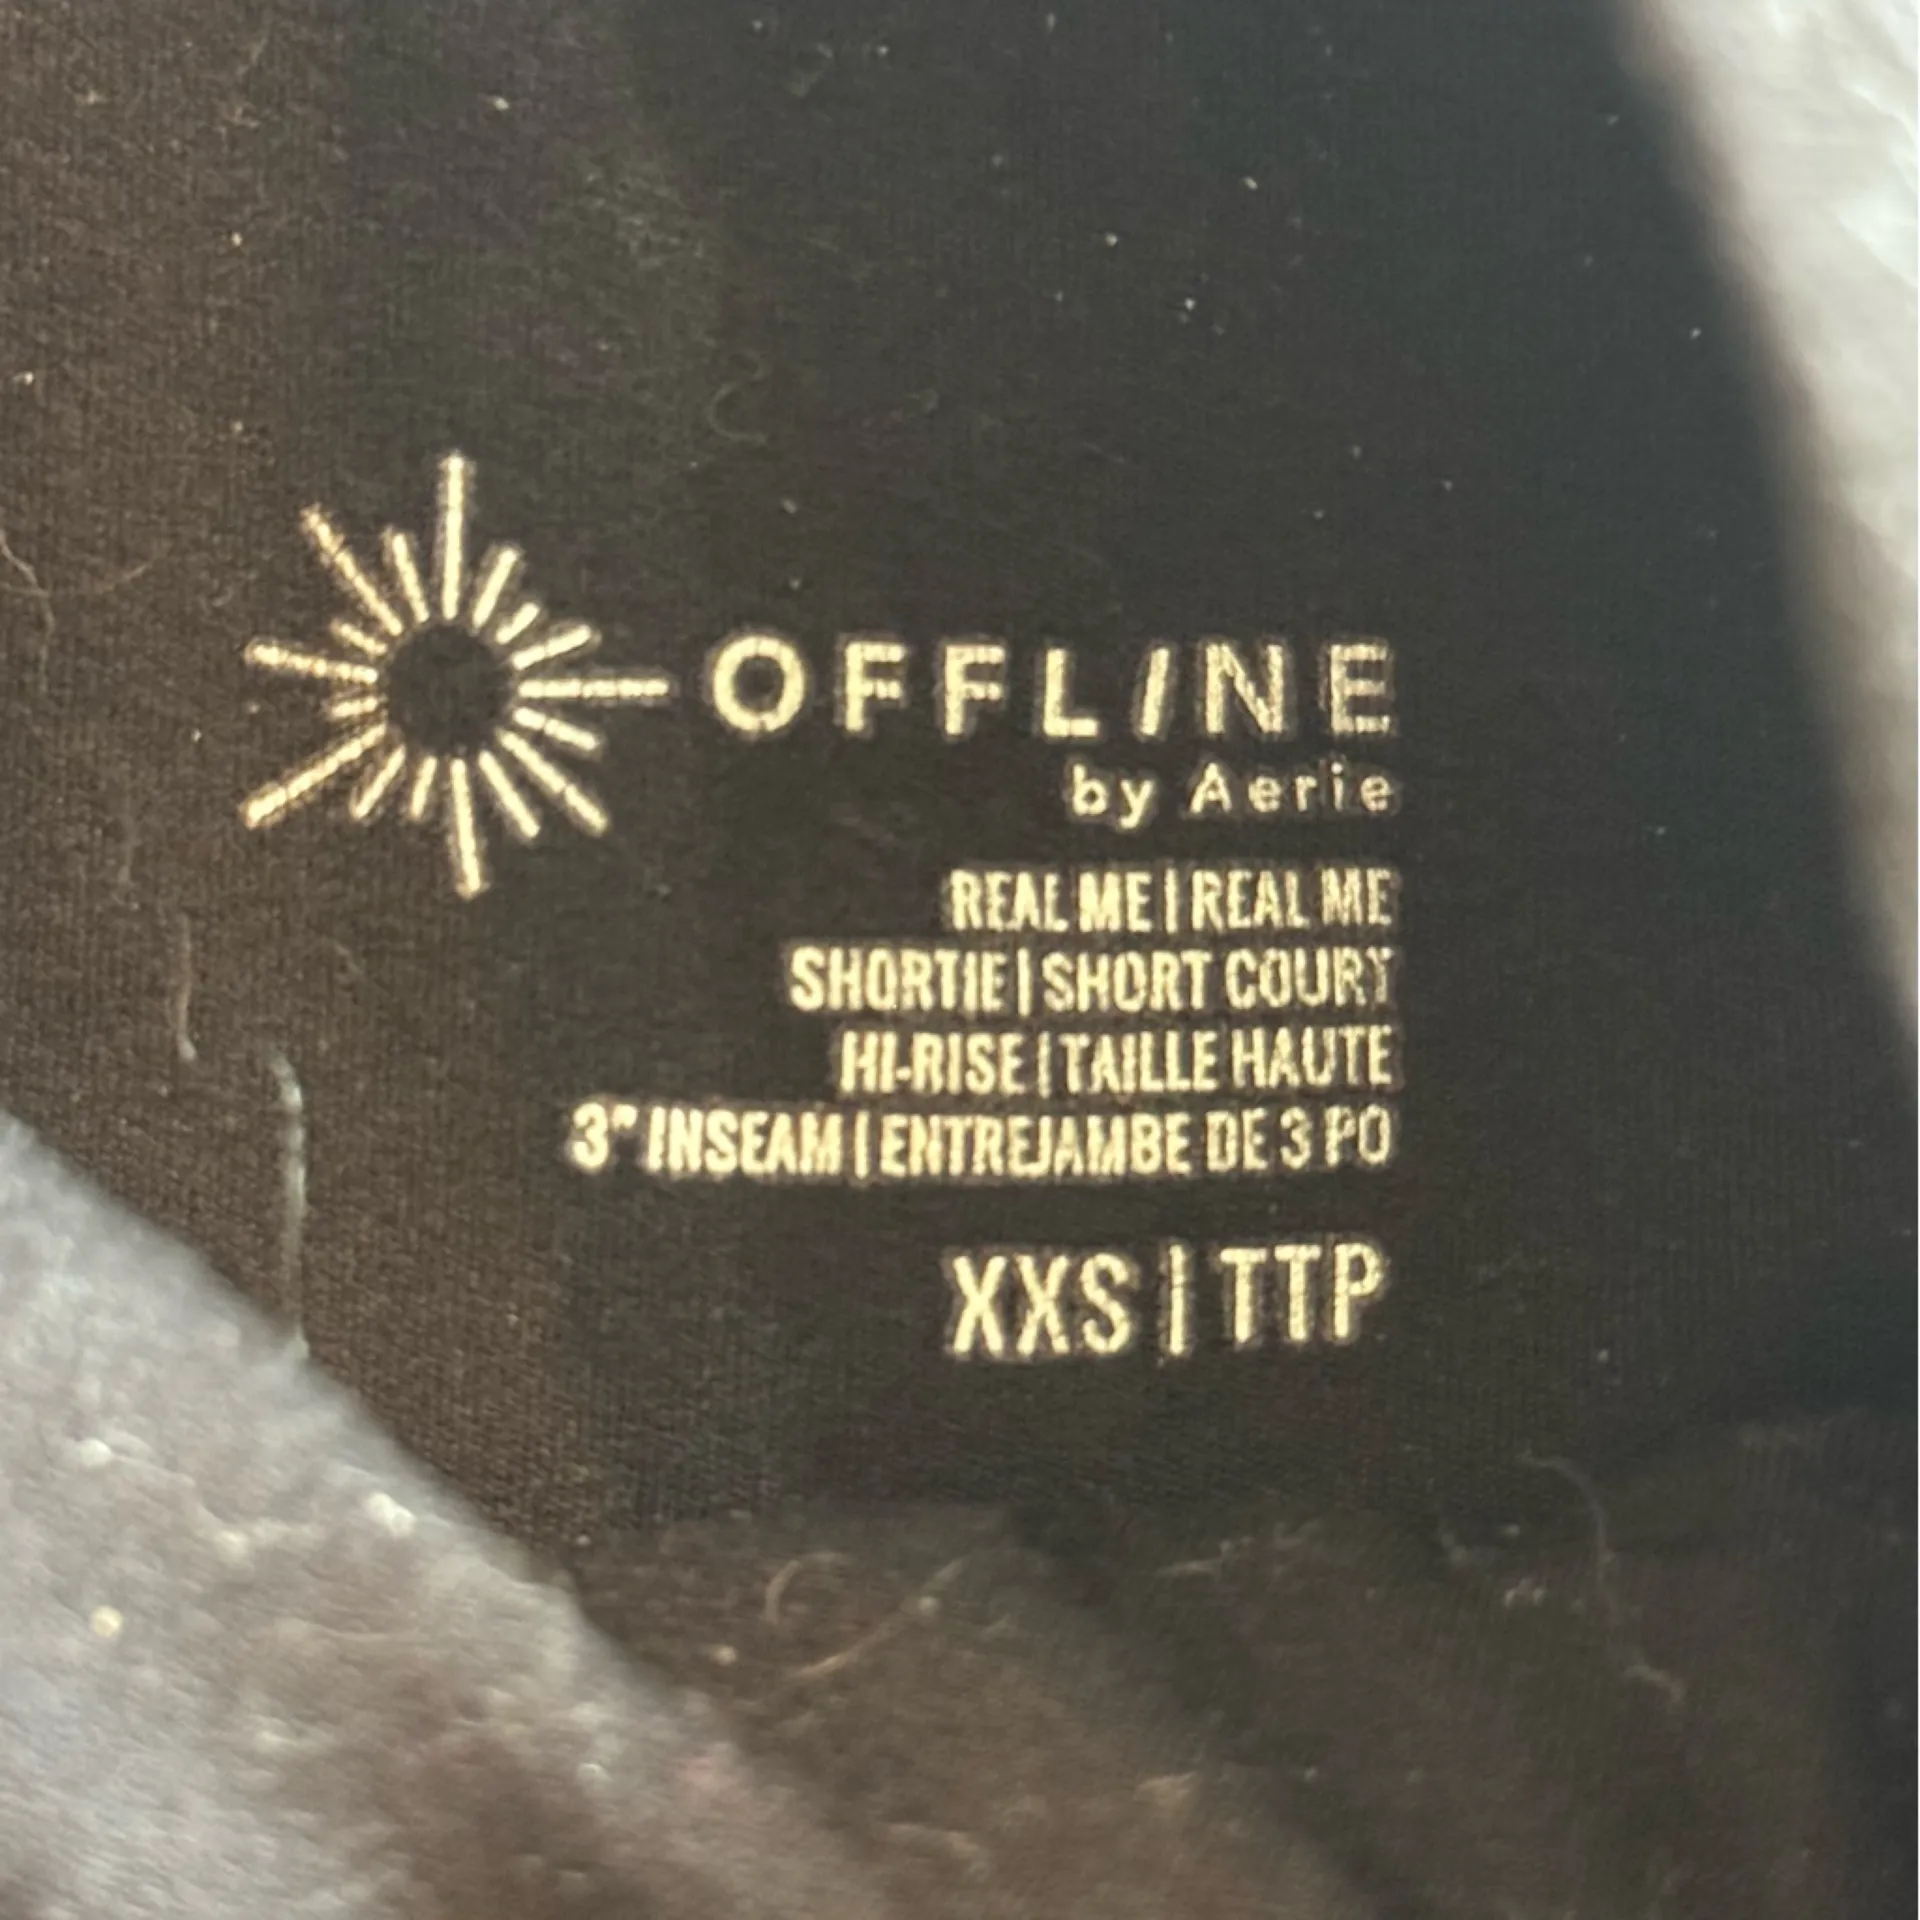 OFFLINE
by Aerie
REAL ME | REAL ME
SHORTIE | SHORT COURT
HI-RISE | TAILLE HAUTE
3" INSEAM | ENTREJAMBE DE 3 PO
XXS | TTP